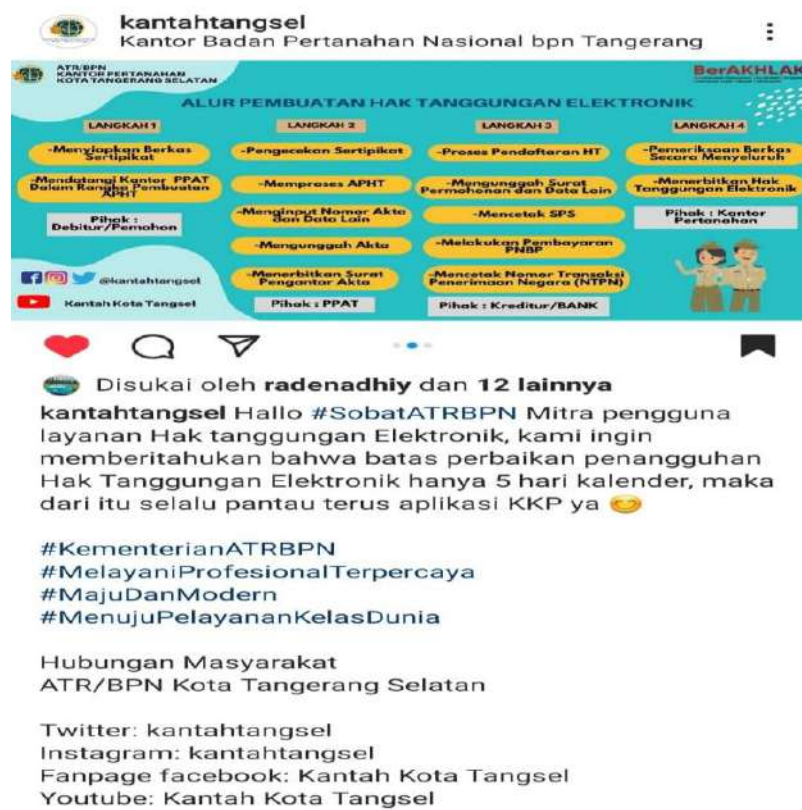 kantahtangsel
Kantor Badan Pertanahan Nasional bpn Tangerang
ATR/BPN
KANTOR PERTANAHAN
KOTA TANGERANG SELATAN
BerAKHLAK
ALUR PEMBUATAN HAK TANGGUNGAN ELEKTRONIK
LANGKAH 1
-Menyiapkan Berkas
Sertipikat
-Mendatangi Kantor PPAT
Dalam Rangka Pembuatan
APHT
Pihak :
Debitur/Pemohon
LANGKAH 2
-Pengecekan Sertipikat
-Memproses APHT
-Menginput Nomor Akta
dan Data Lain
-Mengunggah Akta
-Menerbitkan Surat
Pengantar Akta
Pihak : PPAT
LANGKAH 3
-Proses Pendaftaran HT
-Mengunggah Surat
Permohonan dan Data Lain
-Mencetak SPS
-Melakukan Pembayaran
PNBP
-Mencetak Nomor Transaksi
Penerimaan Negara (NTPN)
Pihak : Kreditur/BANK
LANGKAH 4
-Pemeriksaan Berkas
Secara Menyeluruh
-Menerbitkan Hak
Tanggungan Elektronik
Pihak : Kantor
Pertanahan
@kantahtangsel
Kantah Kota Tangsel
Disukai oleh radenadhiy dan 12 lainnya
kantahtangsel Hallo #SobatATRBPN Mitra pengguna
layanan Hak tanggungan Elektronik, kami ingin
memberitahukan bahwa batas perbaikan penangguhan
Hak Tanggungan Elektronik hanya 5 hari kalender, maka
dari itu selalu pantau terus aplikasi KKP ya 😊
#KementerianATRBPN
#MelayaniProfesionalTerpercaya
#MajuDanModern
#MenujuPelayananKelasDunia
Hubungan Masyarakat
ATR/BPN Kota Tangerang Selatan
Twitter: kantahtangsel
Instagram: kantahtangsel
Fanpage facebook: Kantah Kota Tangsel
Youtube: Kantah Kota Tangsel